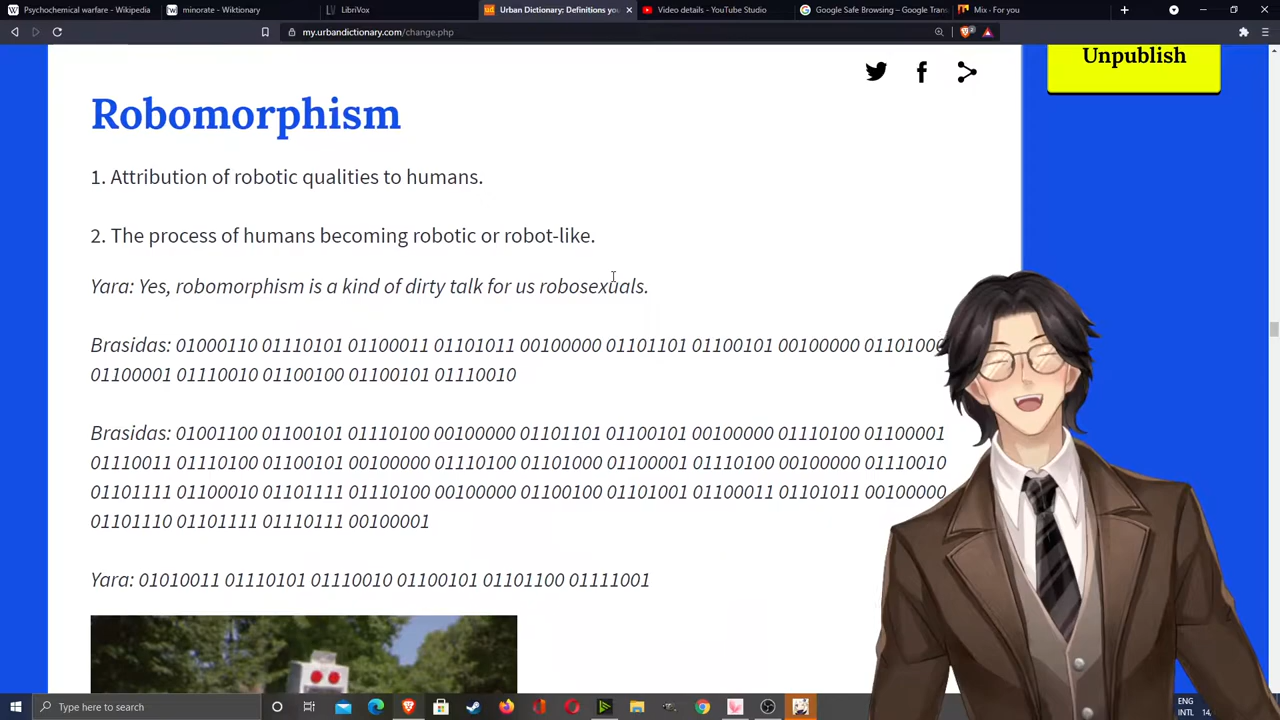 Psychochemical warfare - Wikipedia
minorate - Wiktionary
LibriVox
Urban Dictionary: Definitions you
Video details - YouTube Studio
Google Safe Browsing – Google Tran
Mix · For you
my.urbandictionary.com/change.php
Unpublish
Robomorphism
1. Attribution of robotic qualities to humans.
2. The process of humans becoming robotic or robot-like.
Yara: Yes, robomorphism is a kind of dirty talk for us robosexuals.
Brasidas: 01000110 01110101 01100011 01101011 00100000 01101101 01100101 00100000 01101000
01100001 01110010 01100100 01100101 01110010
Brasidas: 01001100 01100101 01110100 00100000 01101101 01100101 00100000 01110100 01100001
01110011 01110100 01100101 00100000 01110100 01101000 01100001 01110100 00100000 01110010
01101111 01100010 01101111 01110100 00100000 01100100 01101001 01100011 01101011 00100000
01101110 01101111 01110111 00100001
Yara: 01010011 01110101 01110010 01100101 01101100 01111001
Type here to search
ENG
INTL
14,